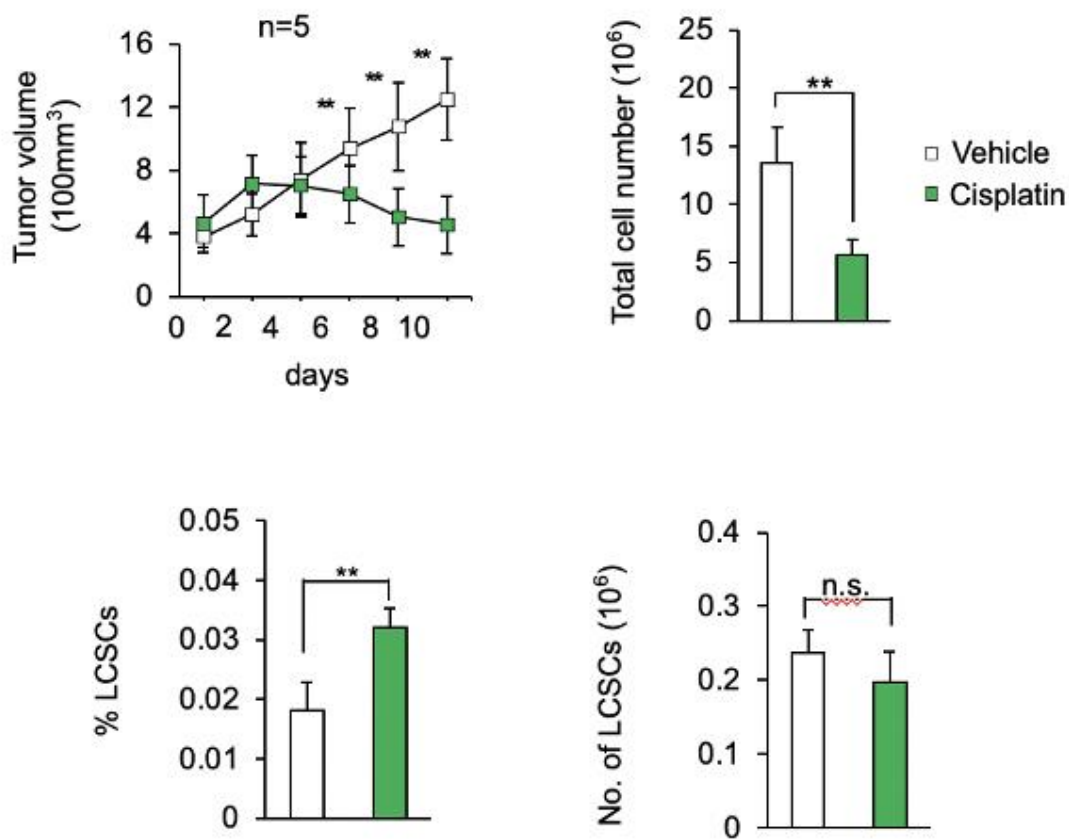 n=5
Tumor volume
(100mm³)
16
12
8
4
0
** ** **
0 2 4 6 8 10
days
Total cell number (10⁶)
25
20
15
10
5
0
**
Vehicle
Cisplatin
% LCSCs
0.05
0.04
0.03
0.02
0.01
0
**
No. of LCSCs (10⁶)
0.4
0.3
0.2
0.1
0
n.s.